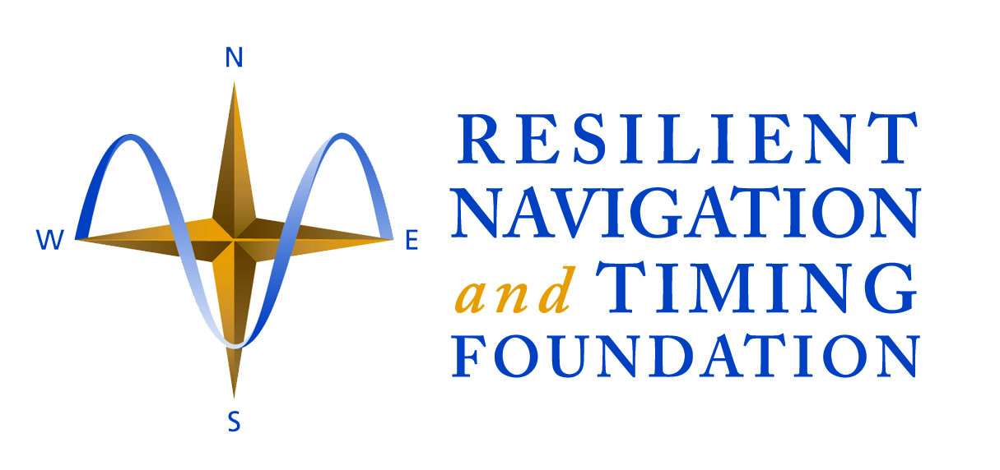 N
W
E
S
RESILIENT
NAVIGATION
and TIMING
FOUNDATION